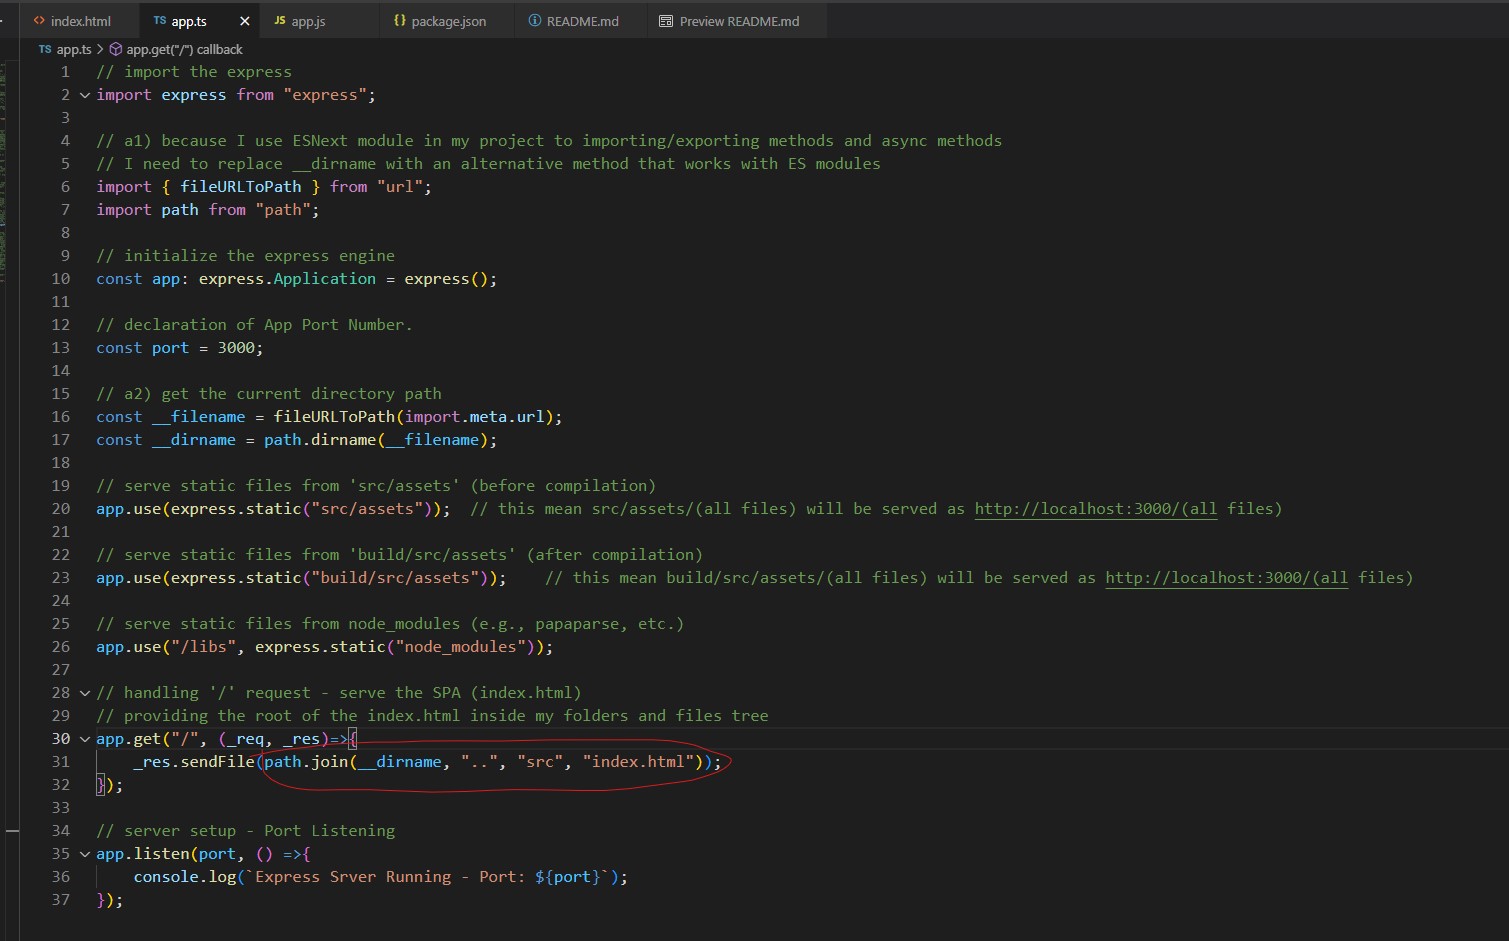 index.html
TS app.ts
JS app.js
{} package.json
README.md
Preview README.md
TS app.ts > app.get("/") callback
1 // import the express
2 import express from "express";
3
4 // a1) because I use ESNext module in my project to importing/exporting methods and async methods
5 // I need to replace __dirname with an alternative method that works with ES modules
6 import { fileURLToPath } from "url";
7 import path from "path";
8
9 // initialize the express engine
10 const app: express.Application = express();
11
12 // declaration of App Port Number.
13 const port = 3000;
14
15 // a2) get the current directory path
16 const __filename = fileURLToPath(import.meta.url);
17 const __dirname = path.dirname(__filename);
18
19 // serve static files from 'src/assets' (before compilation)
20 app.use(express.static("src/assets"));  // this mean src/assets/(all files) will be served as http://localhost:3000/(all files)
21
22 // serve static files from 'build/src/assets' (after compilation)
23 app.use(express.static("build/src/assets"));    // this mean build/src/assets/(all files) will be served as http://localhost:3000/(all files)
24
25 // serve static files from node_modules (e.g., papaparse, etc.)
26 app.use("/libs", express.static("node_modules"));
27
28 // handling '/' request - serve the SPA (index.html)
29 // providing the root of the index.html inside my folders and files tree
30 app.get("/", (_req, _res)=>{
31     _res.sendFile(path.join(__dirname, "..", "src", "index.html"));
32 });
33
34 // server setup - Port Listening
35 app.listen(port, () =>{
36     console.log(`Express Srver Running - Port: ${port}`);
37 });